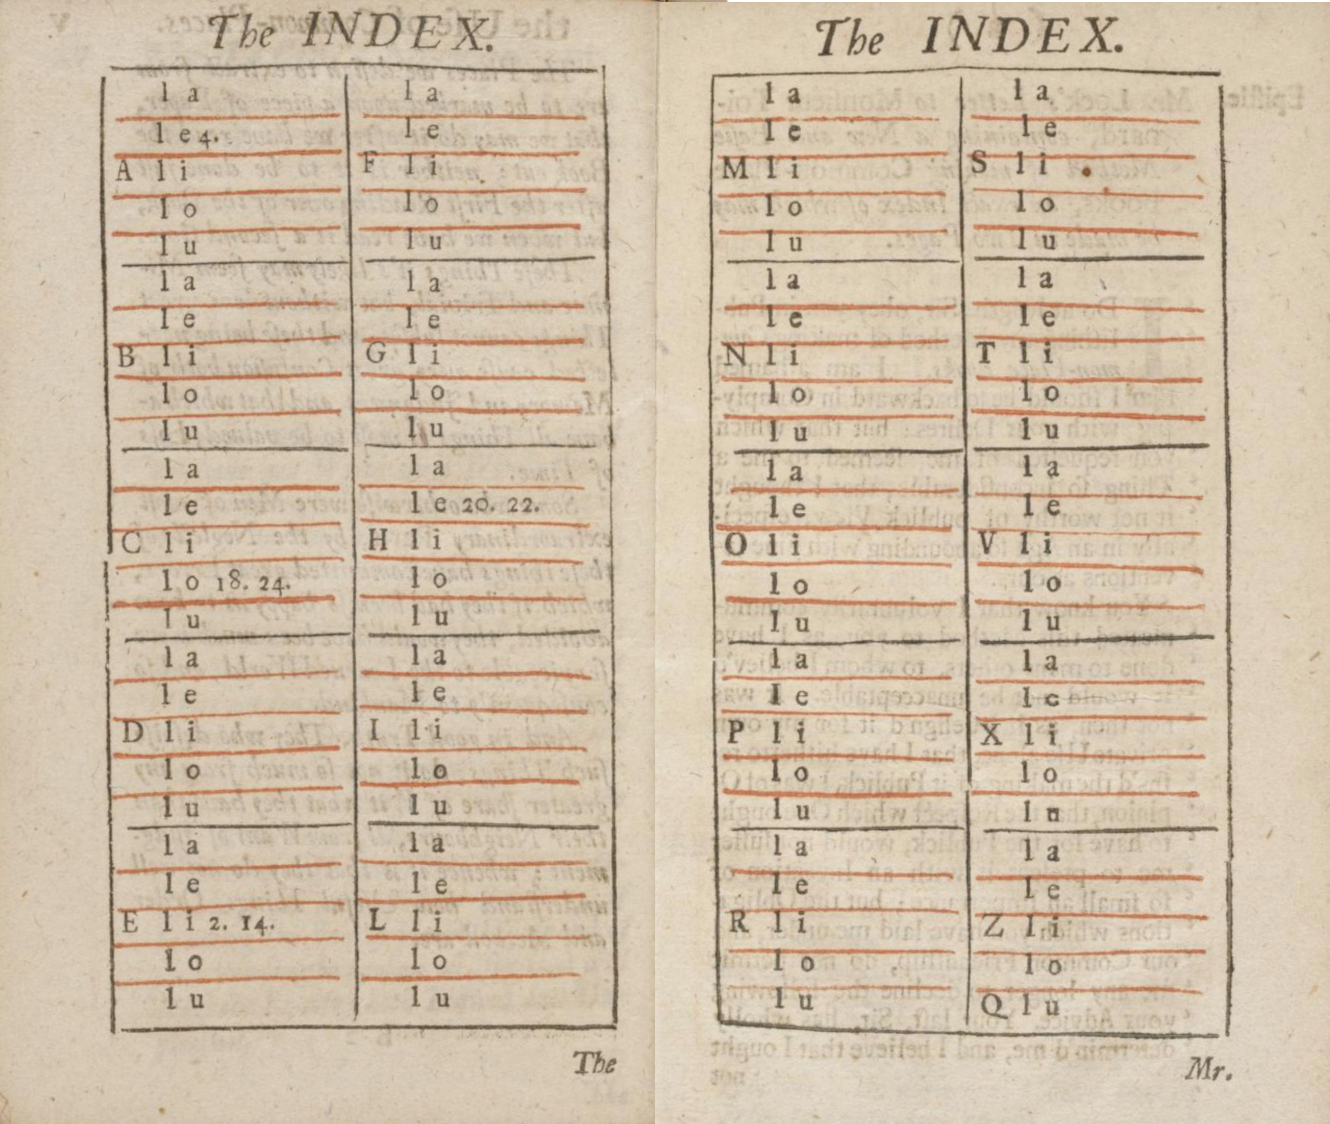 The INDEX.
l a
l e 4.
A l i
l o
l u
l a
l e
B l i
l o
l u
l a
l e
C l i
l o 18. 24.
l u
l a
l e
D l i
l o
l u
l a
l e
E l i 2. 14.
l o
l u
l a
l e
F l i
l o
l u
l a
l e
G l i
l o
l u
l a
l e 20. 22.
H l i
l o
l u
l a
l e
I l i
l o
l u
l a
l e
L l i
l o
l u
The
The INDEX.
l a
l e
M l i
l o
l u
l a
l e
N l i
l o
l u
l a
l e
O l i
l o
l u
l a
l e
P l i
l o
l u
l a
l e
R l i
l o
l u
l a
l e
S l i
l o
l u
l a
l e
T l i
l o
l u
l a
l e
V l i
l o
l u
l a
l e
X l i
l o
l u
l a
l e
Z l i
l o
Q l u
Mr.